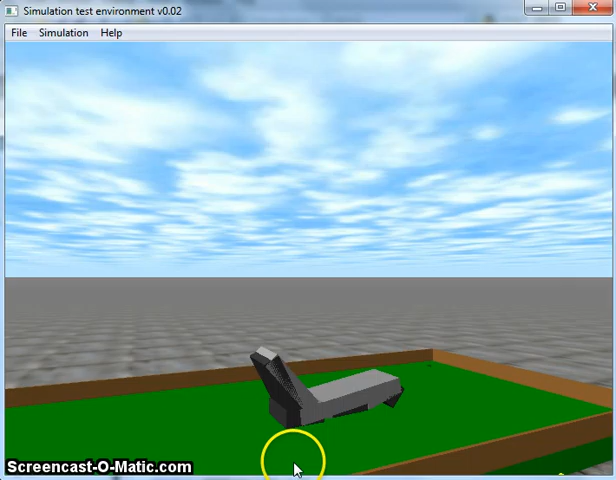 Simulation test environment v0.02
File Simulation Help
Screencast-O-Matic.com